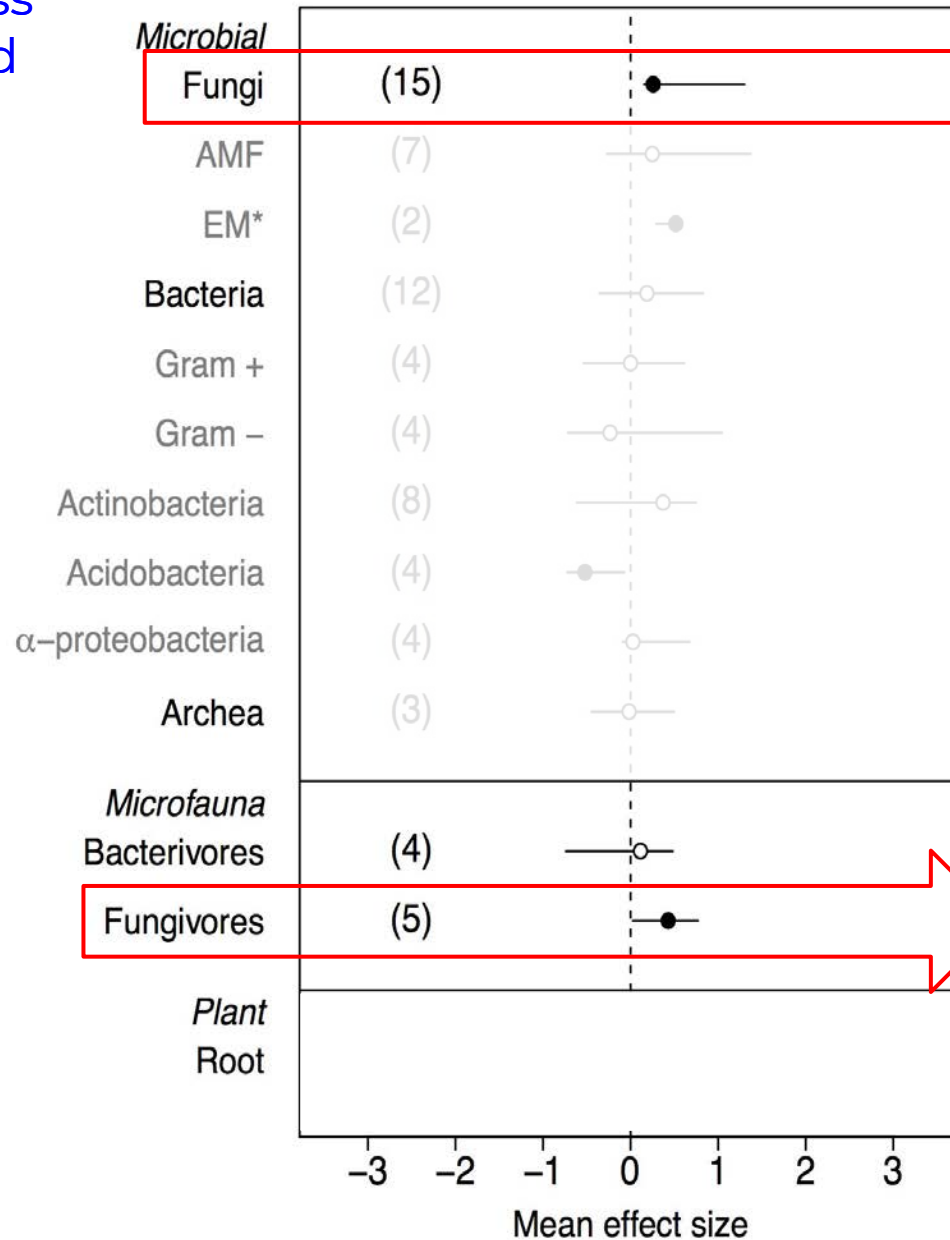 ss
d
Microbial
Fungi (15)
AMF (7)
EM* (2)
Bacteria (12)
Gram + (4)
Gram − (4)
Actinobacteria (8)
Acidobacteria (4)
α−proteobacteria (4)
Archea (3)
Microfauna
Bacterivores (4)
Fungivores (5)
Plant
Root
−3 −2 −1 0 1 2 3
Mean effect size